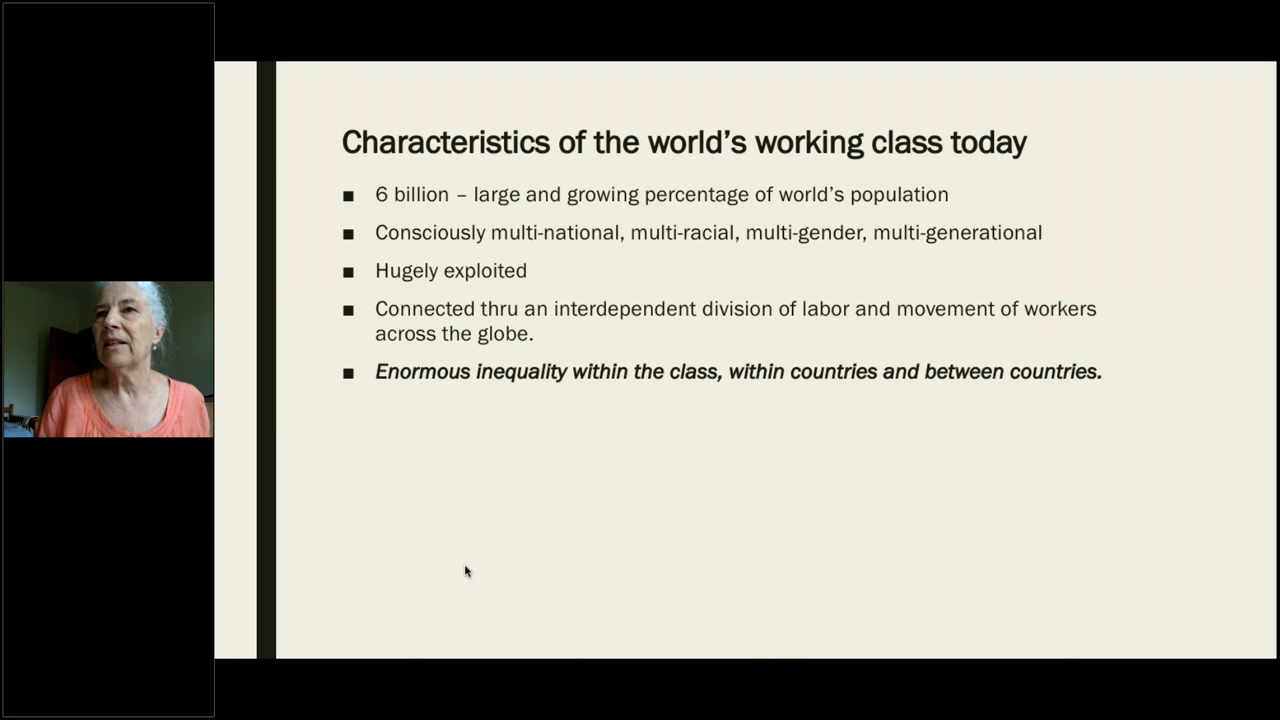 Characteristics of the world’s working class today
■ 6 billion – large and growing percentage of world’s population
■ Consciously multi-national, multi-racial, multi-gender, multi-generational
■ Hugely exploited
■ Connected thru an interdependent division of labor and movement of workers
across the globe.
■ Enormous inequality within the class, within countries and between countries.